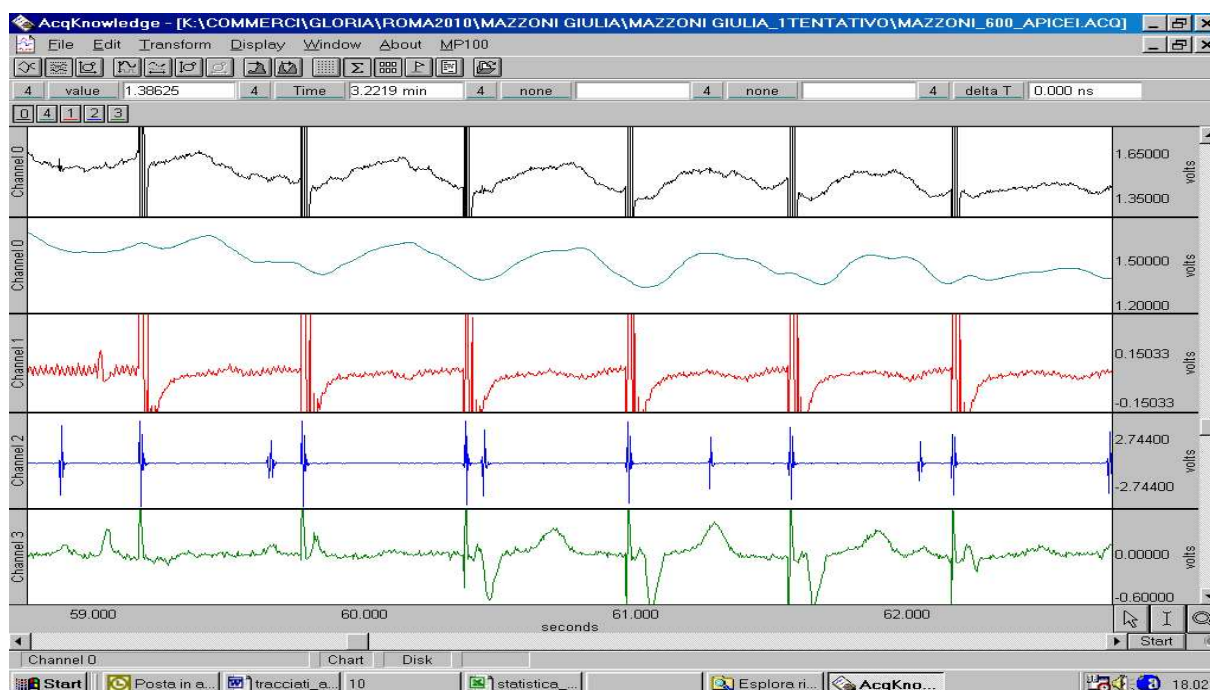 AcqKnowledge - [K:\COMMERCI\GLORIA\ROMA2010\MAZZONI GIULIA\MAZZONI GIULIA_1TENTATIVO\MAZZONI_600_APICEI.ACQ]
File Edit Transform Display Window About MP100
4 value 1.38625 4 Time 3.2219 min 4 none 4 none 4 delta T 0.000 ns
0 4 1 2 3
Channel 0 1.65000 1.35000 volts
Channel 0 1.50000 1.20000 volts
Channel 1 0.15033 -0.15033
Channel 2 2.74400 -2.74400 volts
Channel 3 0.00000 -0.60000 volts
59.000 60.000 61.000 62.000
seconds
Start
Channel 0 Chart Disk
Start Posta in a... tracciati_a... 10 statistica_... Esplora ri... AcqKno... 18.02